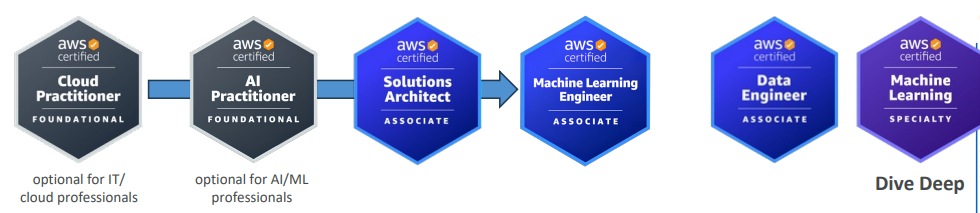 aws
certified
Cloud
Practitioner
FOUNDATIONAL
optional for IT/
cloud professionals
aws
certified
AI
Practitioner
FOUNDATIONAL
optional for AI/ML
professionals
aws
certified
Solutions
Architect
ASSOCIATE
aws
certified
Machine Learning
Engineer
ASSOCIATE
aws
certified
Data
Engineer
ASSOCIATE
aws
certified
Machine
Learning
SPECIALTY
Dive Deep